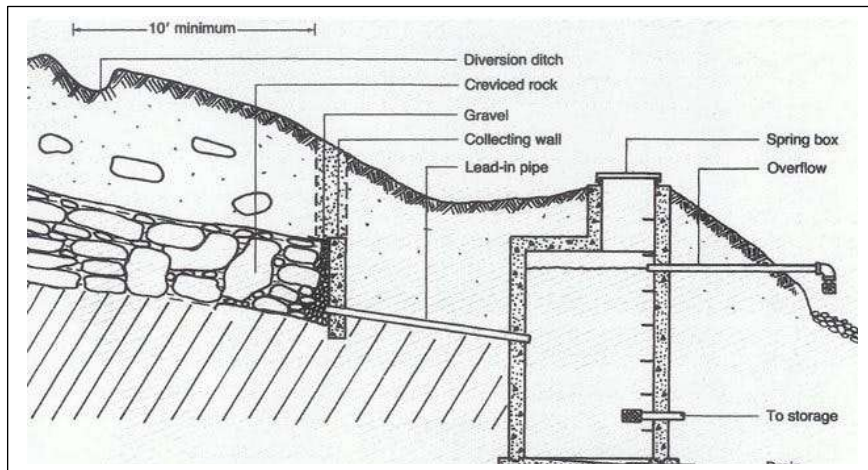 10' minimum
Diversion ditch
Creviced rock
Gravel
Collecting wall
Lead-in pipe
Spring box
Overflow
To storage